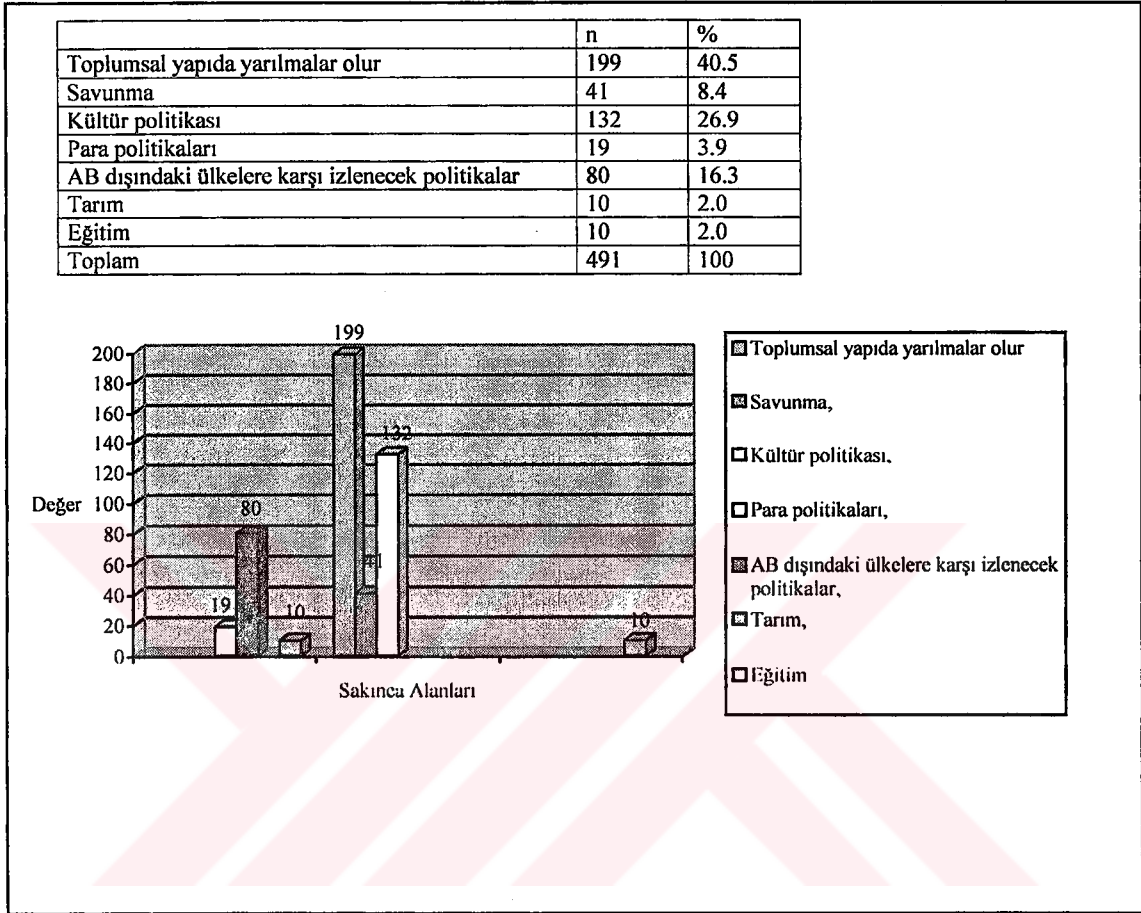 n %
Toplumsal yapıda yarılmalar olur 199 40.5
Savunma 41 8.4
Kültür politikası 132 26.9
Para politikaları 19 3.9
AB dışındaki ülkelere karşı izlenecek politikalar 80 16.3
Tarım 10 2.0
Eğitim 10 2.0
Toplam 491 100
199
200
180
160
140
132
120
100
Değer
80
80
60
41
40
19
10
10
20
0
Sakınca Alanları
Toplumsal yapıda yarılmalar olur
Savunma,
Kültür politikası,
Para politikaları,
AB dışındaki ülkelere karşı izlenecek
politikalar,
Tarım,
Eğitim